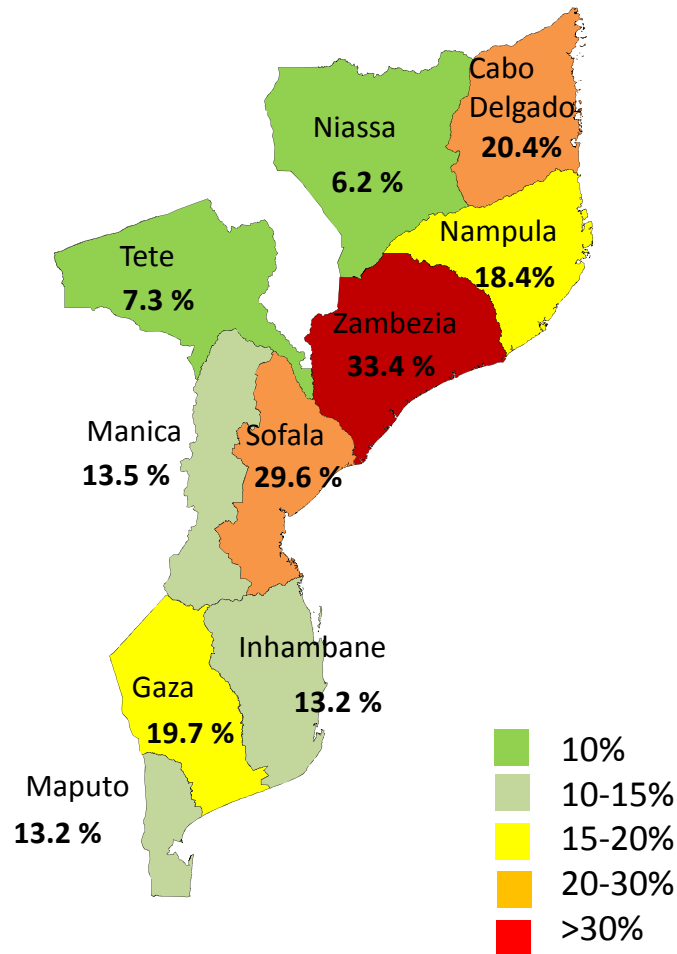 Cabo
Delgado
20.4%
Niassa
6.2 %
Nampula
18.4%
Tete
7.3 %
Zambezia
33.4 %
Manica
13.5 %
Sofala
29.6 %
Inhambane
13.2 %
Gaza
19.7 %
Maputo
13.2 %
10%
10-15%
15-20%
20-30%
>30%